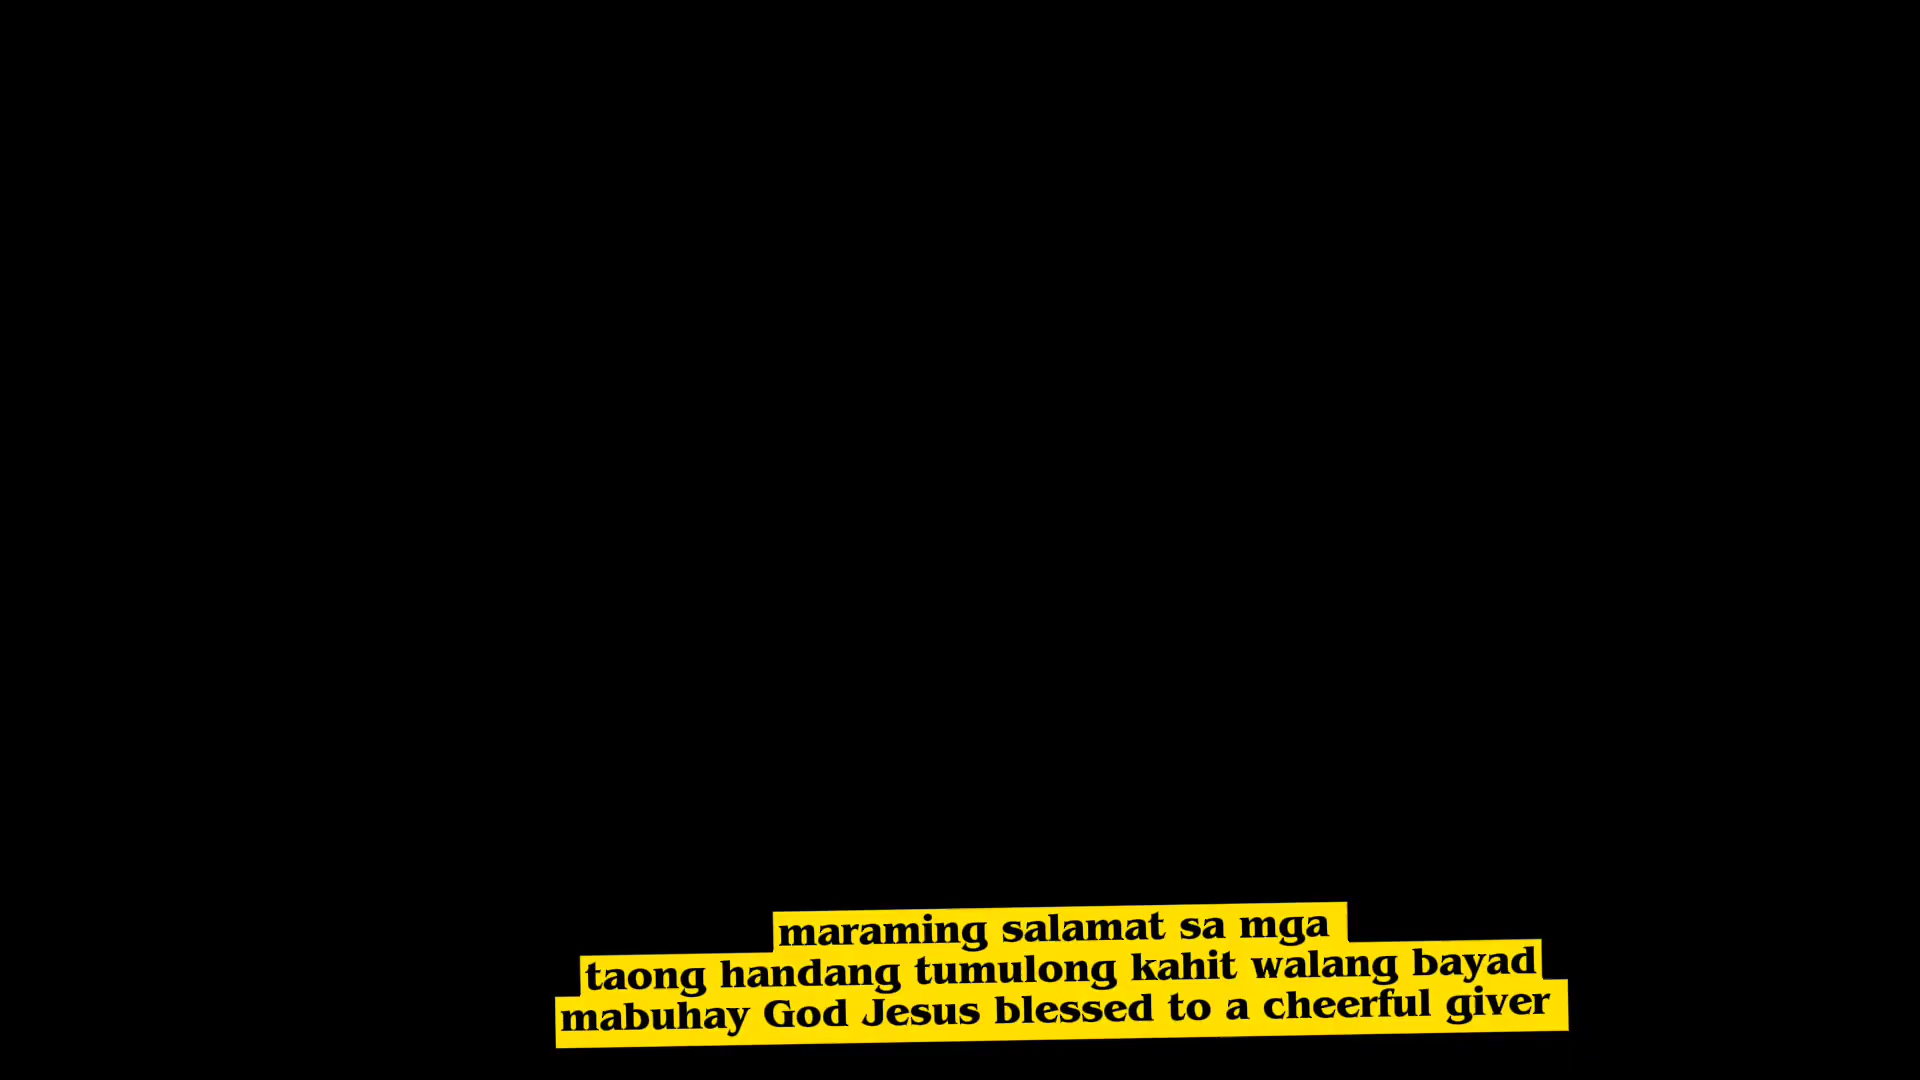 maraming salamat sa mga
taong handang tumulong kahit walang bayad
mabuhay God Jesus blessed to a cheerful giver